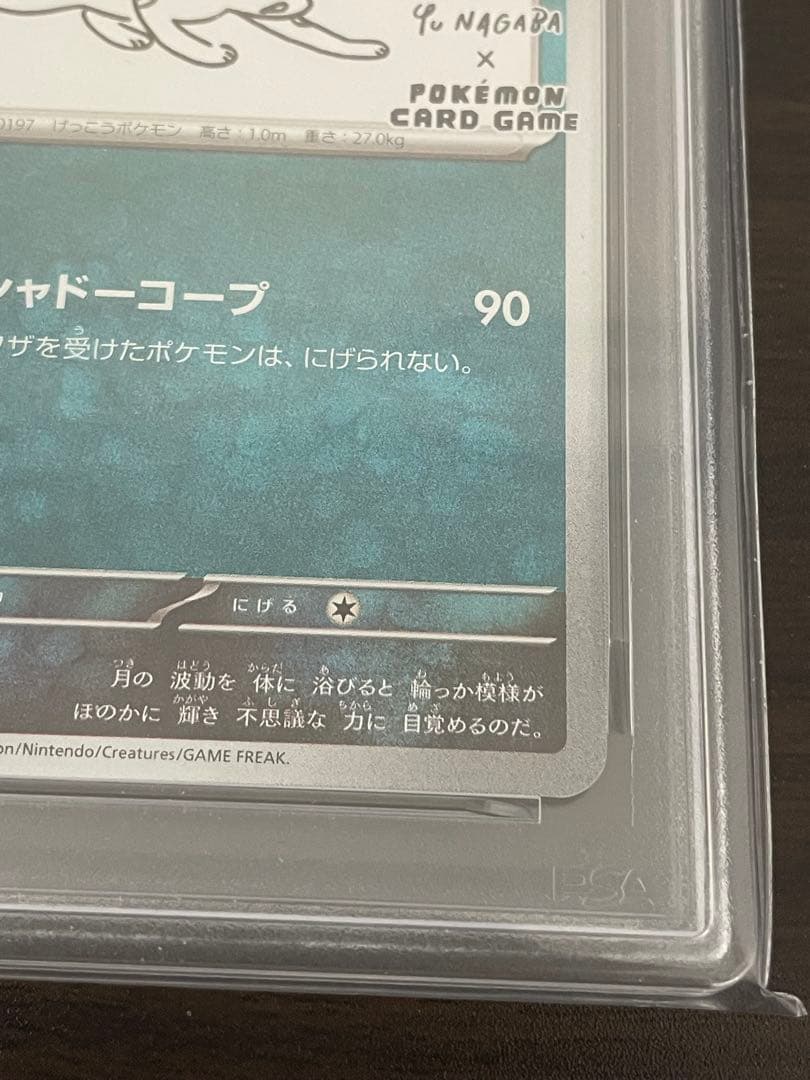 Yu NAGABA
×
POKÉMON
CARD GAME
0197 げっこうポケモン 高さ:1.0m 重さ:27.0kg
シャドーコープ 90
ワザを受けたポケモンは、にげられない。
にげる
月の 波動を 体に 浴びると 輪っか模様が
ほのかに 輝き 不思議な 力に 目覚めるのだ。
on/Nintendo/Creatures/GAME FREAK.
PSA